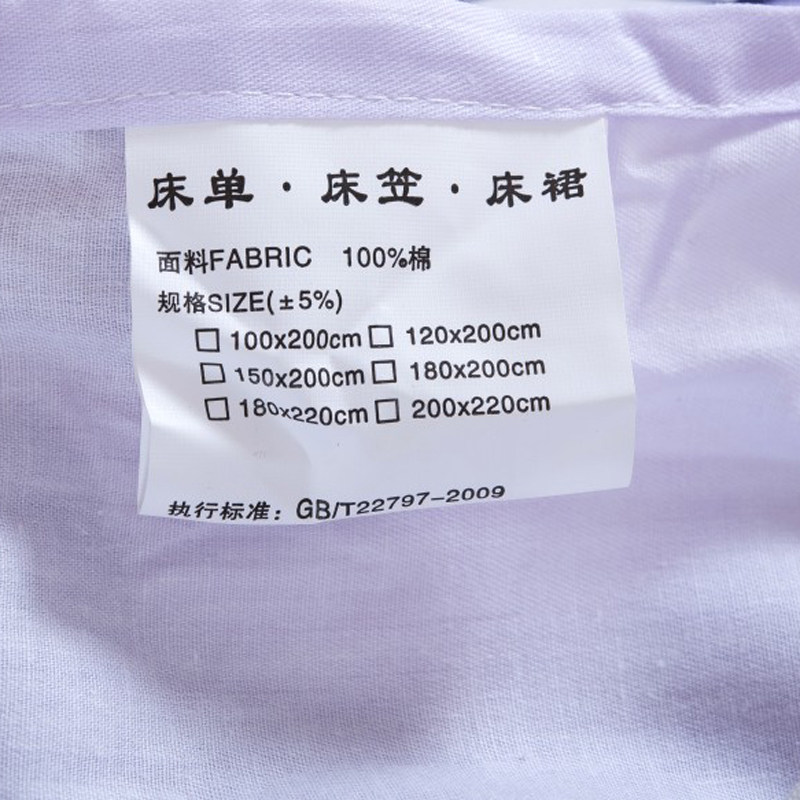 床单·床笠·床裙
面料FABRIC 100%棉
规格SIZE(±5%)
□ 100x200cm □ 120x200cm
□ 150x200cm □ 180x200cm
□ 180x220cm □ 200x220cm
执行标准：GB/T22797-2009